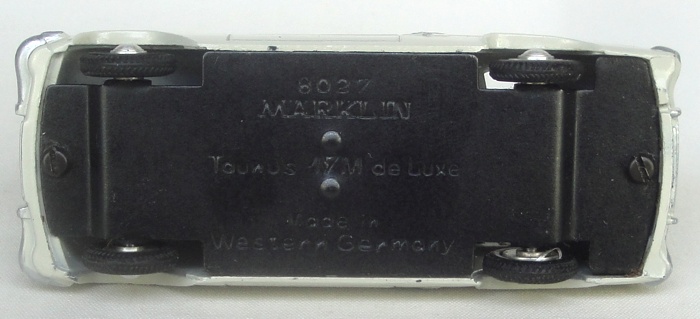 8027
MÄRKLIN
Taunus 17M de Luxe
Made in
Western Germany